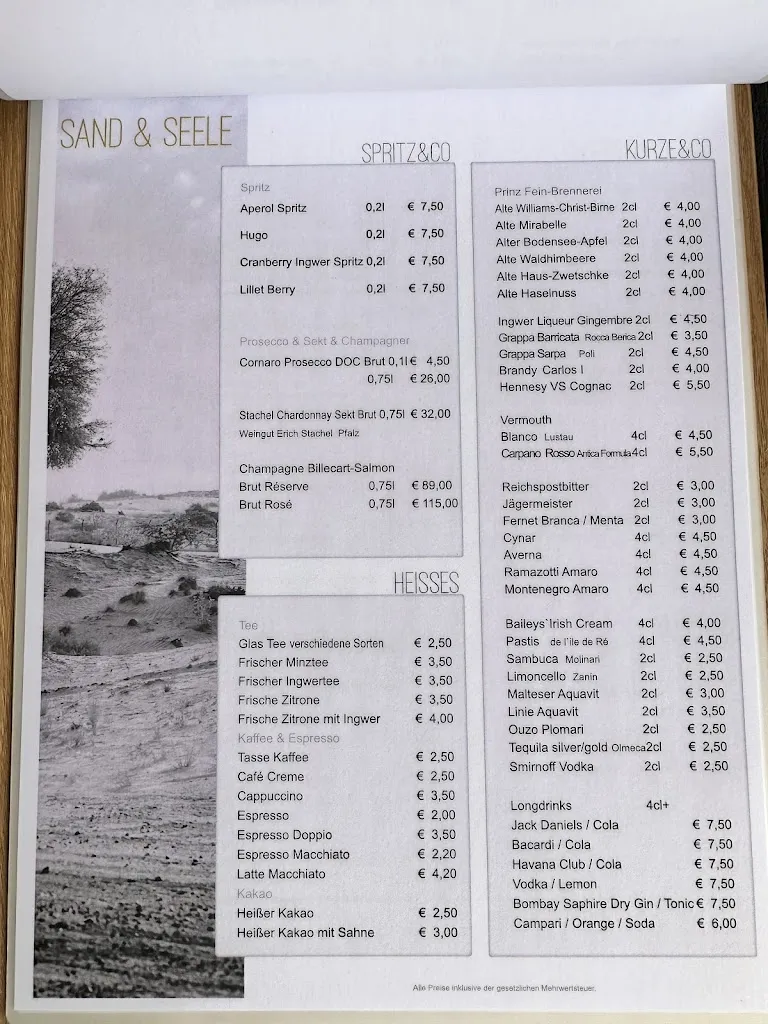 SAND & SEELE
SPRITZ&CO
Spritz
Aperol Spritz 0,2l € 7,50
Hugo 0,2l € 7,50
Cranberry Ingwer Spritz 0,2l € 7,50
Lillet Berry 0,2l € 7,50
Prosecco & Sekt & Champagner
Cornaro Prosecco DOC Brut 0,1l € 4,50
0,75l € 26,00
Stachel Chardonnay Sekt Brut 0,75l € 32,00
Weingut Erich Stachel Pfalz
Champagne Billecart-Salmon
Brut Réserve 0,75l € 89,00
Brut Rosé 0,75l € 115,00
HEISSES
Tee
Glas Tee verschiedene Sorten € 2,50
Frischer Minztee € 3,50
Frischer Ingwertee € 3,50
Frische Zitrone € 3,50
Frische Zitrone mit Ingwer € 4,00
Kaffee & Espresso
Tasse Kaffee € 2,50
Café Creme € 2,50
Cappuccino € 3,50
Espresso € 2,00
Espresso Doppio € 3,50
Espresso Macchiato € 2,20
Latte Macchiato € 4,20
Kakao
Heißer Kakao € 2,50
Heißer Kakao mit Sahne € 3,00
KURZE&CO
Prinz Fein-Brennerei
Alte Williams-Christ-Birne 2cl € 4,00
Alte Mirabelle 2cl € 4,00
Alter Bodensee-Apfel 2cl € 4,00
Alte Waldhimbeere 2cl € 4,00
Alte Haus-Zwetschke 2cl € 4,00
Alte Haselnuss 2cl € 4,00
Ingwer Liqueur Gingembre 2cl € 4,50
Grappa Barricata Rocca Berica 2cl € 3,50
Grappa Sarpa Poli 2cl € 4,50
Brandy Carlos I 2cl € 4,00
Hennesy VS Cognac 2cl € 5,50
Vermouth
Blanco Lustau 4cl € 4,50
Carpano Rosso Antica Formula 4cl € 5,50
Reichspostbitter 2cl € 3,00
Jägermeister 2cl € 3,00
Fernet Branca / Menta 2cl € 3,00
Cynar 4cl € 4,50
Averna 4cl € 4,50
Ramazotti Amaro 4cl € 4,50
Montenegro Amaro 4cl € 4,50
Baileys`Irish Cream 4cl € 4,00
Pastis de l`ile de Ré 4cl € 4,50
Sambuca Molinari 2cl € 2,50
Limoncello Zanin 2cl € 2,50
Malteser Aquavit 2cl € 3,00
Linie Aquavit 2cl € 3,50
Ouzo Plomari 2cl € 2,50
Tequila silver/gold Olmeca 2cl € 2,50
Smirnoff Vodka 2cl € 2,50
Longdrinks 4cl+
Jack Daniels / Cola € 7,50
Bacardi / Cola € 7,50
Havana Club / Cola € 7,50
Vodka / Lemon € 7,50
Bombay Saphire Dry Gin / Tonic € 7,50
Campari / Orange / Soda € 6,00
Alle Preise inklusive der gesetzlichen Mehrwertsteuer.